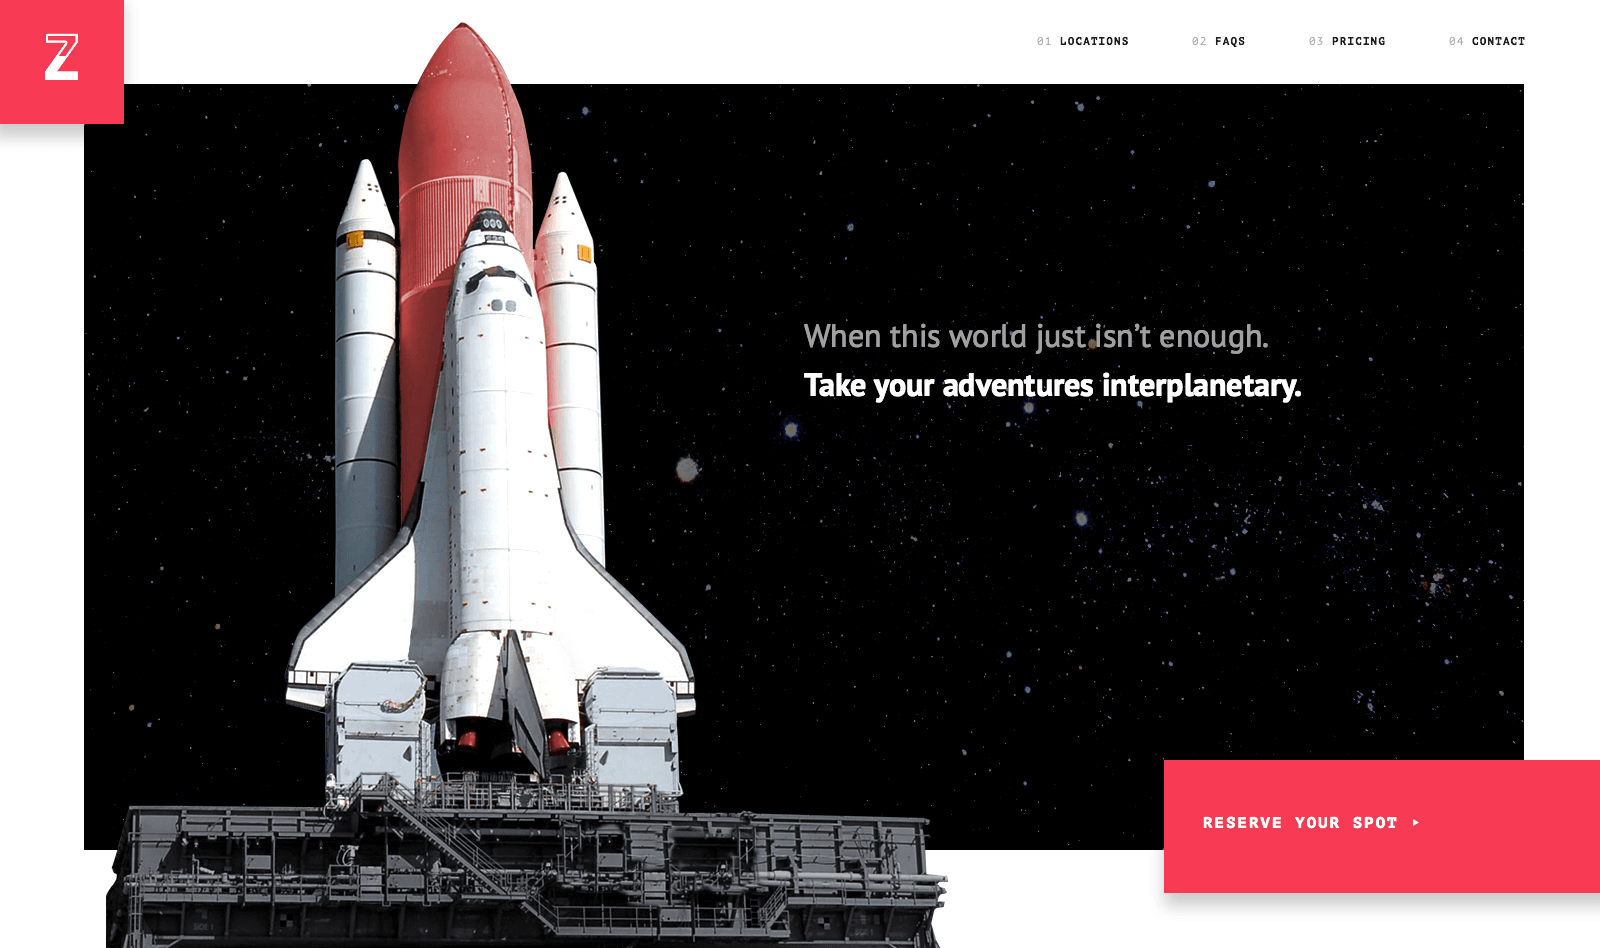 Z
01 LOCATIONS
02 FAQS
03 PRICING
04 CONTACT
When this world just isn’t enough.
Take your adventures interplanetary.
RESERVE YOUR SPOT